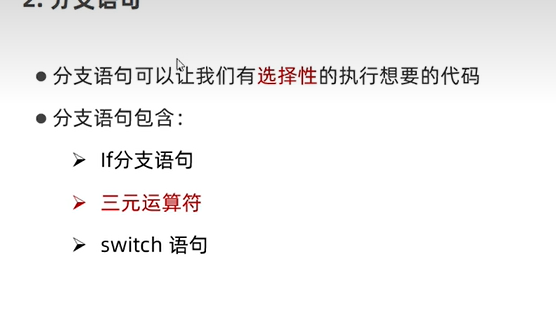 2. 分支语句
分支语句可以让我们有选择性的执行想要的代码
分支语句包含：
If分支语句
三元运算符
switch 语句